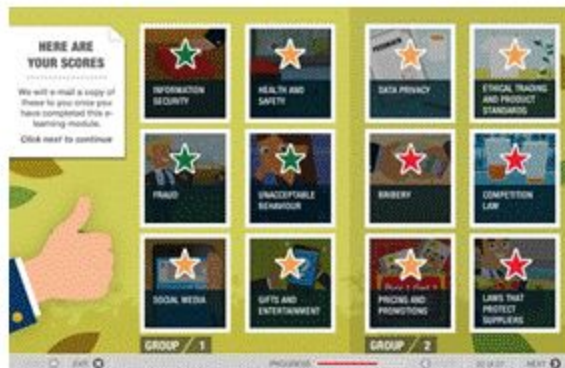 HERE ARE
YOUR SCORES
We will e-mail a copy of
these to you once you
have completed this e-
learning module.
Click next to continue
INFORMATION
SECURITY
HEALTH AND
SAFETY
FRAUD
UNACCEPTABLE
BEHAVIOUR
SOCIAL MEDIA
GIFTS AND
ENTERTAINMENT
GROUP / 1
DATA PRIVACY
ETHICAL TRADING
AND PRODUCT
STANDARDS
BRIBERY
COMPETITION
LAW
PRICING AND
PROMOTIONS
LAWS THAT
PROTECT
SUPPLIERS
GROUP / 2
EXIT
PROGRESS
NEXT